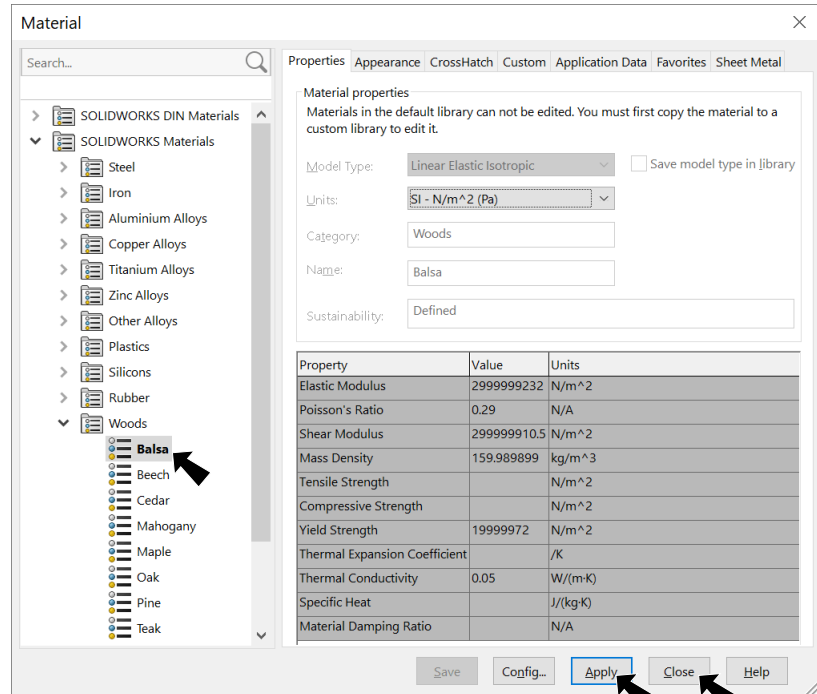 Material
Search...
SOLIDWORKS DIN Materials
SOLIDWORKS Materials
Steel
Iron
Aluminium Alloys
Copper Alloys
Titanium Alloys
Zinc Alloys
Other Alloys
Plastics
Silicons
Rubber
Woods
Balsa
Beech
Cedar
Mahogany
Maple
Oak
Pine
Teak
Properties Appearance CrossHatch Custom Application Data Favorites Sheet Metal
Material properties
Materials in the default library can not be edited. You must first copy the material to a
custom library to edit it.
Model Type: Linear Elastic Isotropic Save model type in library
Units: SI - N/m^2 (Pa)
Category: Woods
Name: Balsa
Sustainability: Defined
Property Value Units
Elastic Modulus 2999999232 N/m^2
Poisson's Ratio 0.29 N/A
Shear Modulus 299999910.5 N/m^2
Mass Density 159.989899 kg/m^3
Tensile Strength N/m^2
Compressive Strength N/m^2
Yield Strength 19999972 N/m^2
Thermal Expansion Coefficient /K
Thermal Conductivity 0.05 W/(m·K)
Specific Heat J/(kg·K)
Material Damping Ratio N/A
Save Config... Apply Close Help